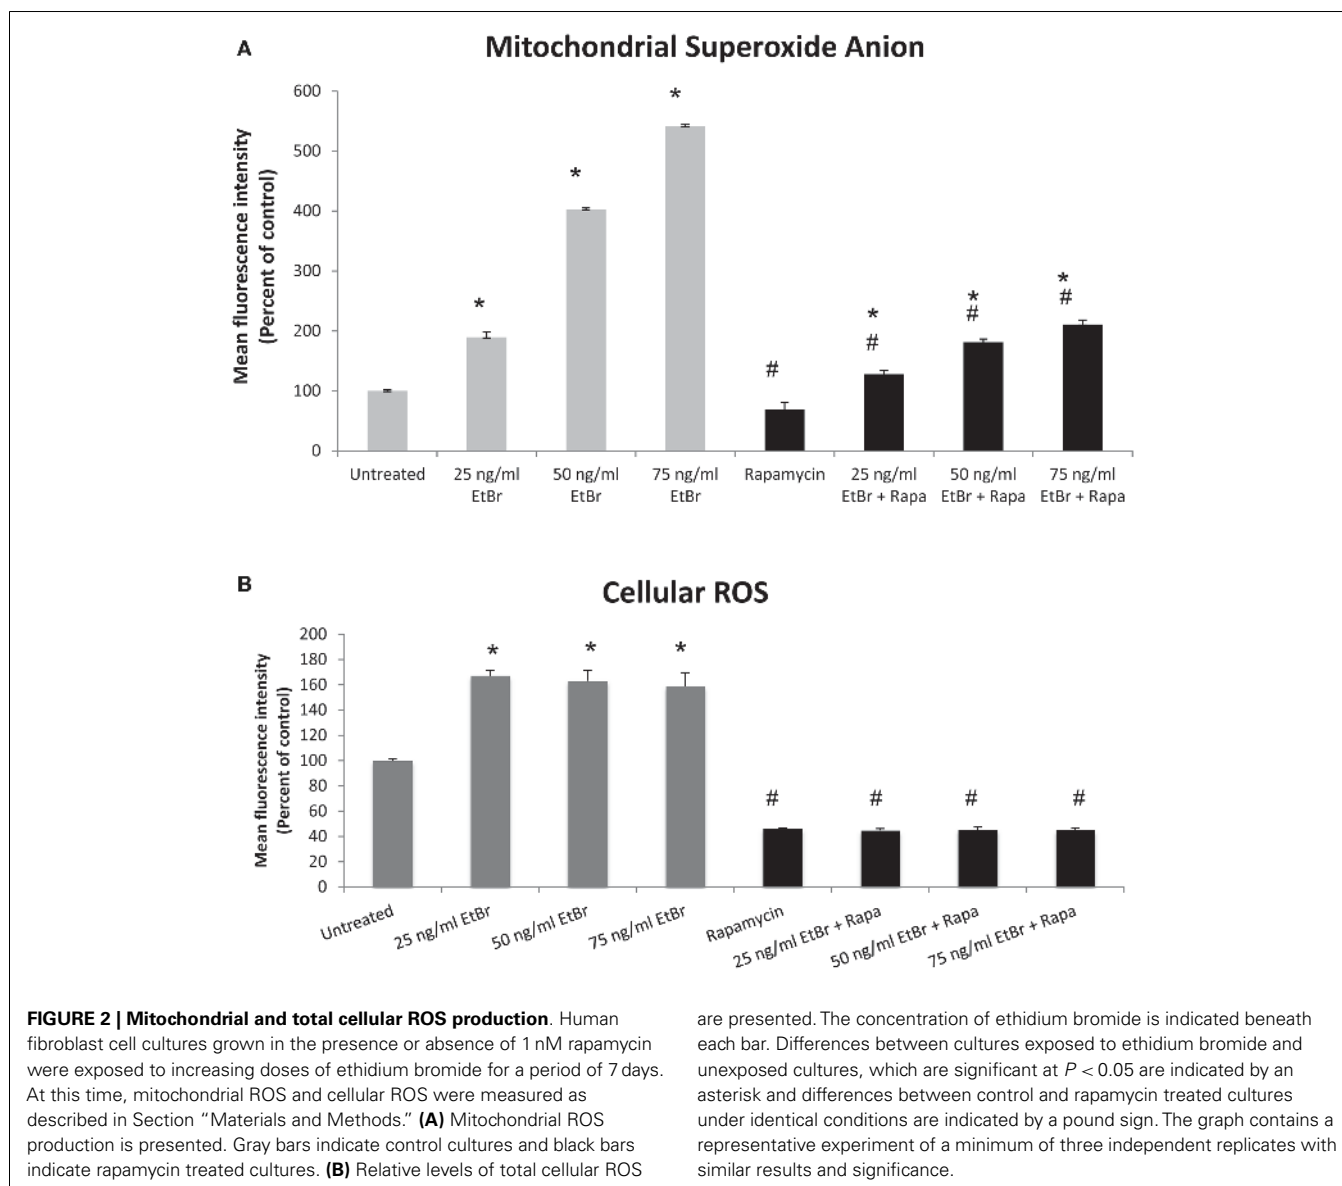 A
Mitochondrial Superoxide Anion
Mean fluorescence intensity
(Percent of control)
600
500
400
300
200
100
0
*
*
*
*
#
*
#
*
#
*
#
Untreated
25 ng/ml
EtBr
50 ng/ml
EtBr
75 ng/ml
EtBr
Rapamycin
25 ng/ml
EtBr + Rapa
50 ng/ml
EtBr + Rapa
75 ng/ml
EtBr + Rapa
B
Cellular ROS
Mean fluorescence intensity
(Percent of control)
200
180
160
140
120
100
80
60
40
20
0
*
*
*
#
#
#
#
Untreated
25 ng/ml EtBr
50 ng/ml EtBr
75 ng/ml EtBr
Rapamycin
25 ng/ml EtBr + Rapa
50 ng/ml EtBr + Rapa
75 ng/ml EtBr + Rapa
FIGURE 2 | Mitochondrial and total cellular ROS production. Human
fibroblast cell cultures grown in the presence or absence of 1 nM rapamycin
were exposed to increasing doses of ethidium bromide for a period of 7 days.
At this time, mitochondrial ROS and cellular ROS were measured as
described in Section “Materials and Methods.” (A) Mitochondrial ROS
production is presented. Gray bars indicate control cultures and black bars
indicate rapamycin treated cultures. (B) Relative levels of total cellular ROS
are presented. The concentration of ethidium bromide is indicated beneath
each bar. Differences between cultures exposed to ethidium bromide and
unexposed cultures, which are significant at P < 0.05 are indicated by an
asterisk and differences between control and rapamycin treated cultures
under identical conditions are indicated by a pound sign. The graph contains a
representative experiment of a minimum of three independent replicates with
similar results and significance.